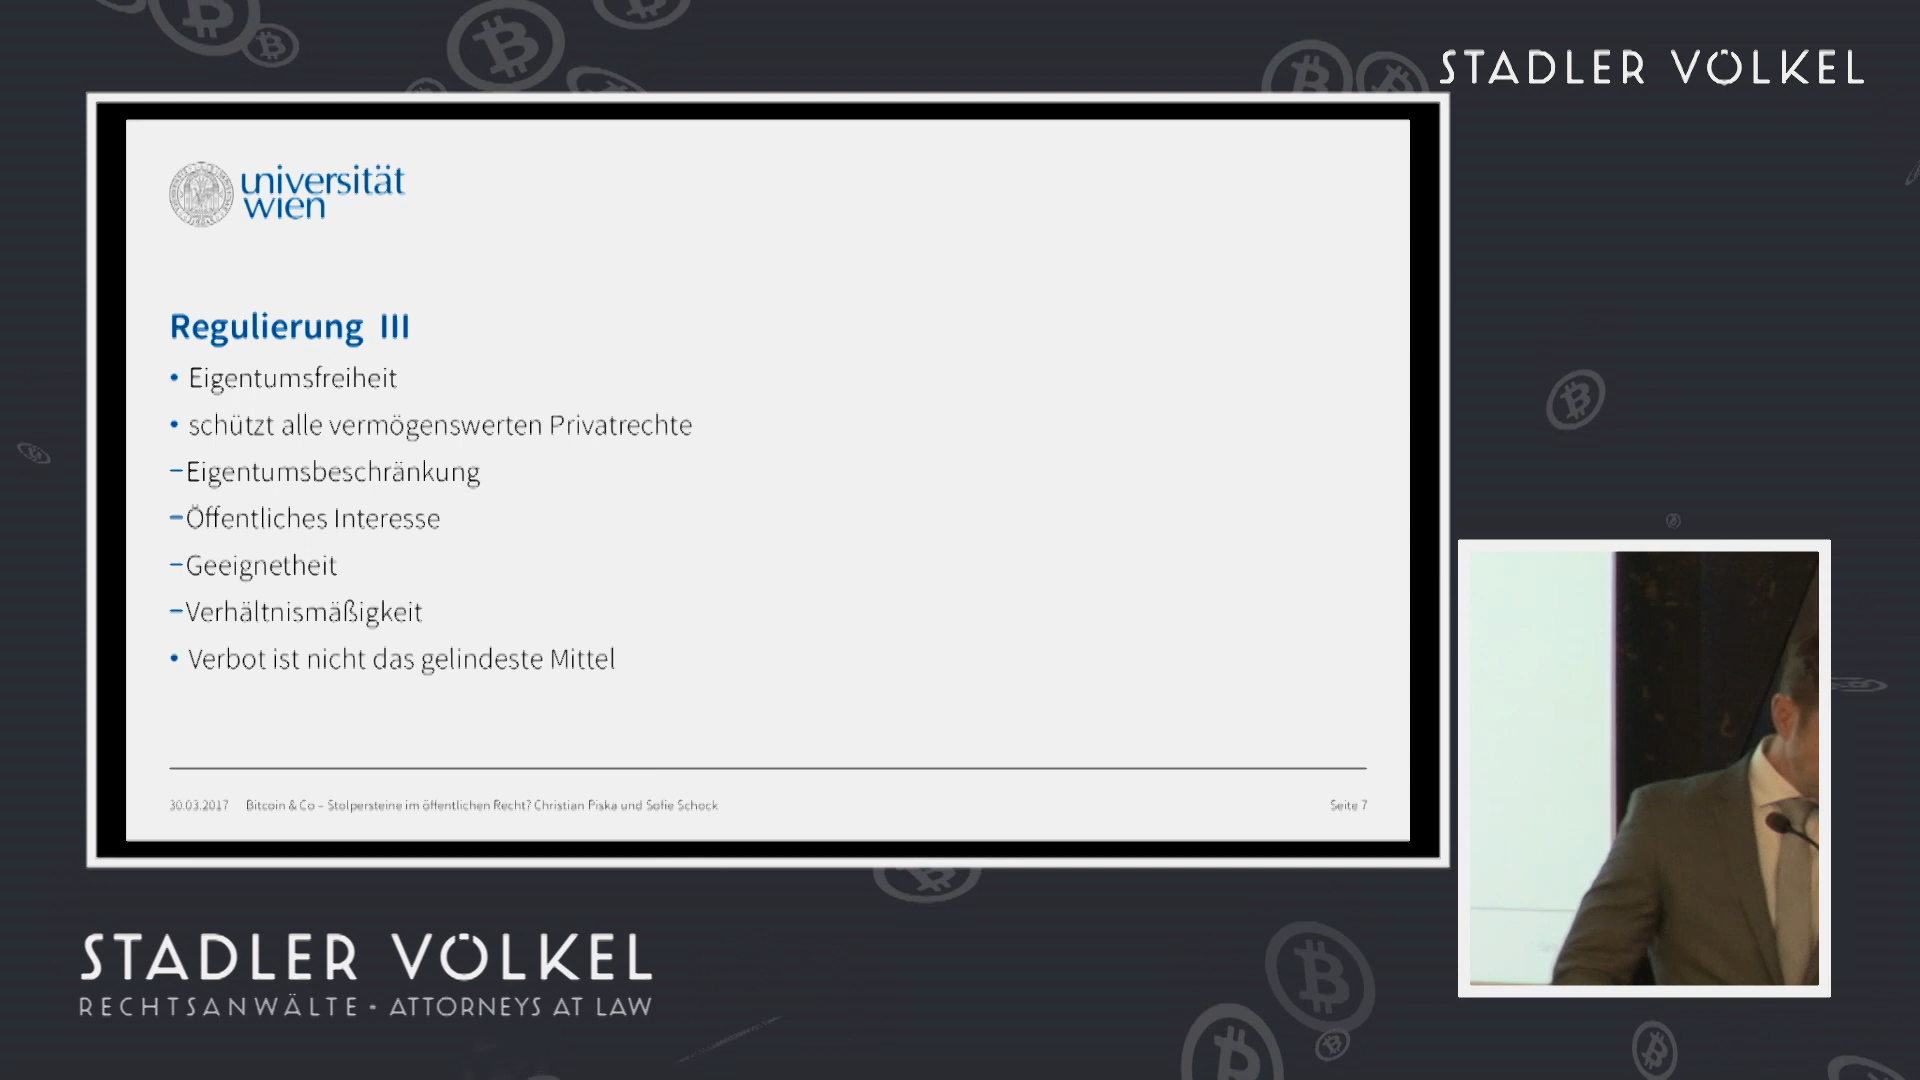 STADLER VÖLKEL
universität
wien
Regulierung III
• Eigentumsfreiheit
• schützt alle vermögenswerten Privatrechte
–Eigentumsbeschränkung
–Öffentliches Interesse
–Geeignetheit
–Verhältnismäßigkeit
• Verbot ist nicht das gelindeste Mittel
30.03.2017 Bitcoin & Co – Stolpersteine im öffentlichen Recht? Christian Piska und Sofie Schock Seite 7
STADLER VÖLKEL
RECHTSANWÄLTE • ATTORNEYS AT LAW